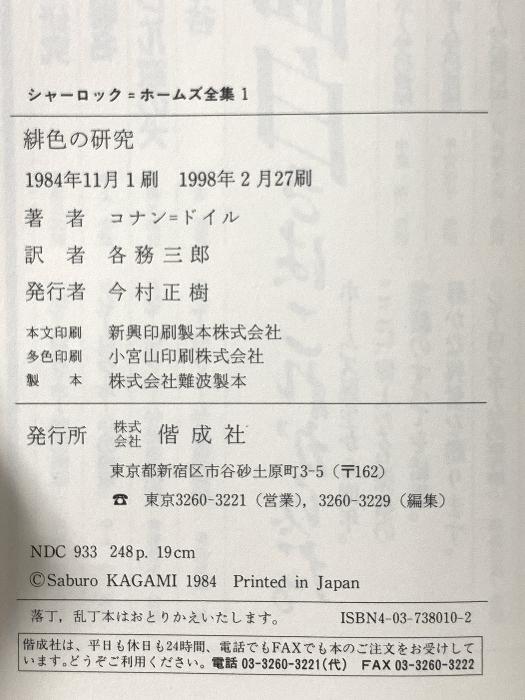 シャーロック=ホームズ全集 1
緋色の研究
1984年11月 1 刷　1998年 2 月27刷
著　者　コナン=ドイル
訳　者　各務三郎
発行者　今村正樹
本文印刷　新興印刷製本株式会社
多色印刷　小宮山印刷株式会社
製　本　株式会社難波製本
発行所　株式会社　偕成社
東京都新宿区市谷砂土原町3-5（〒162）
☎　東京3260-3221（営業），3260-3229（編集）
NDC 933　248p. 19cm
©Saburo KAGAMI 1984　Printed in Japan
落丁，乱丁本はおとりかえいたします。　ISBN4-03-738010-2
偕成社は、平日も休日も24時間、電話でもFAXでも本のご注文をお受けして
います。どうぞご利用ください。電話 03-3260-3221(代)　FAX 03-3260-3222